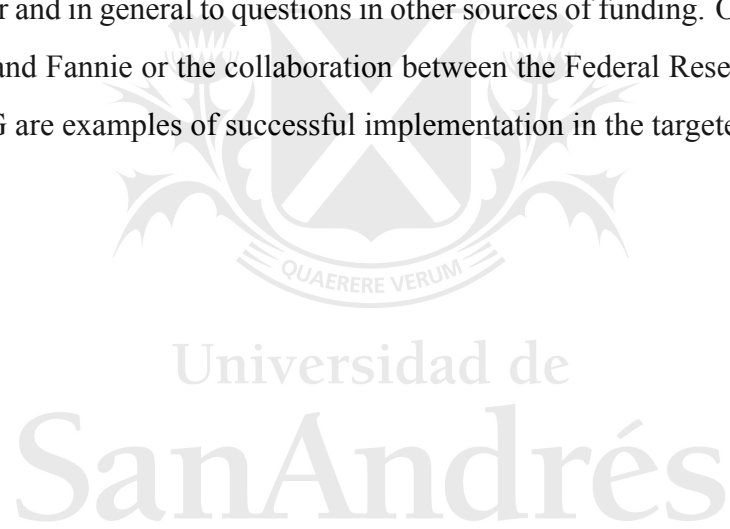 r and in general to questions in other sources of funding. O
and Fannie or the collaboration between the Federal Rese
G are examples of successful implementation in the targete
QUAERERE VERUM
Universidad de
SanAndrés